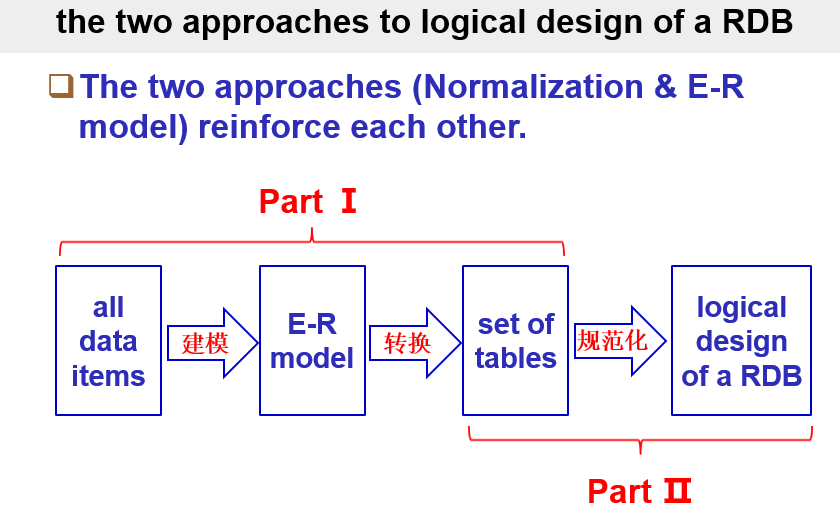 the two approaches to logical design of a RDB
The two approaches (Normalization & E-R
model) reinforce each other.
Part Ⅰ
all
data
items
建模
E-R
model
转换
set of
tables
规范化
logical
design
of a RDB
Part Ⅱ